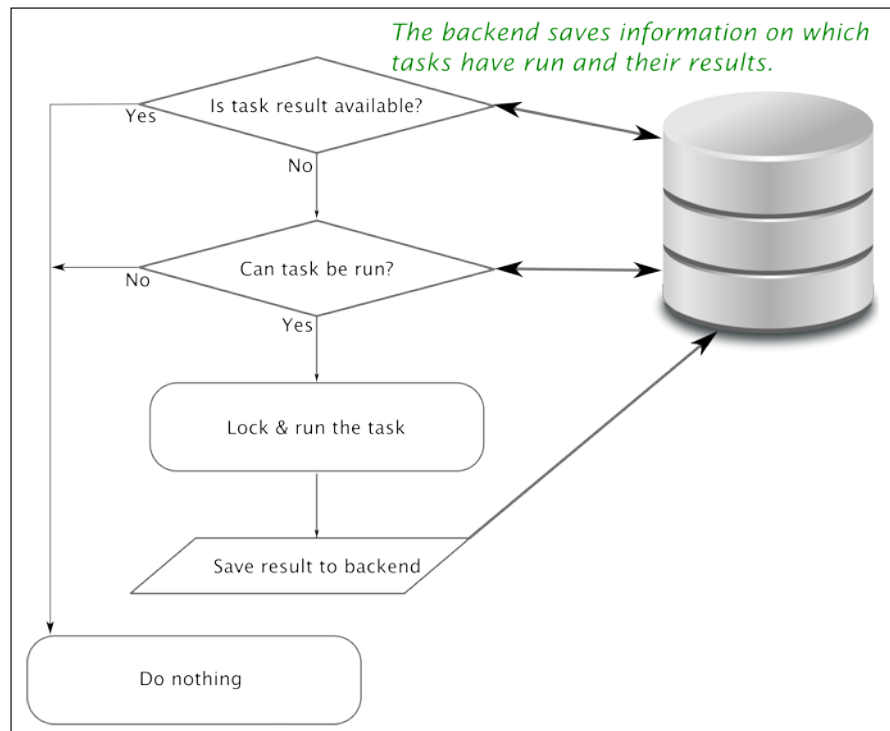 The backend saves information on which
tasks have run and their results.
Is task result available?
Yes
No
Can task be run?
No
Yes
Lock & run the task
Save result to backend
Do nothing